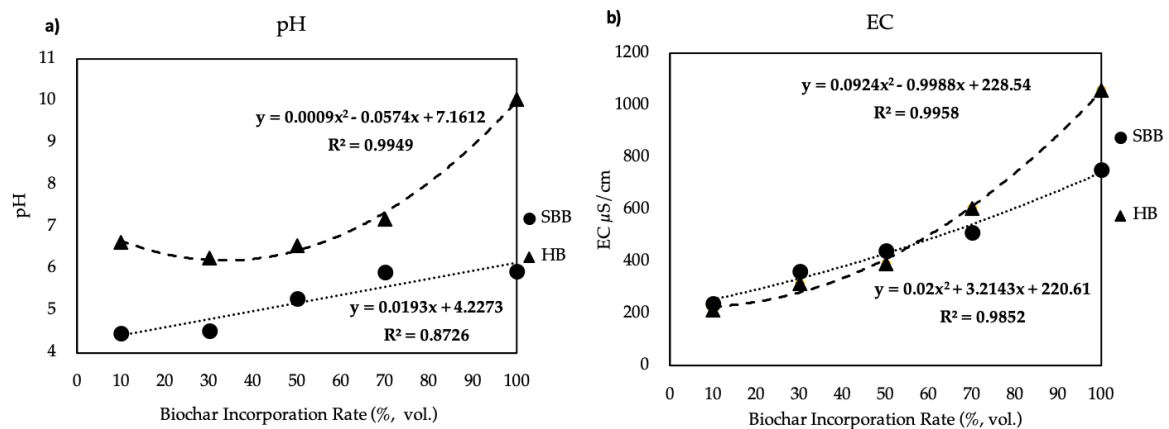 a)
pH
11
10
9
8
7
6
5
4
pH
y = 0.0009x² - 0.0574x + 7.1612
R² = 0.9949
y = 0.0193x + 4.2273
R² = 0.8726
SBB
HB
0 10 20 30 40 50 60 70 80 90 100
Biochar Incorporation Rate (%, vol.)
b)
EC
1200
1000
800
600
400
200
0
EC µS/cm
y = 0.0924x² - 0.9988x + 228.54
R² = 0.9958
y = 0.02x² + 3.2143x + 220.61
R² = 0.9852
SBB
HB
0 10 20 30 40 50 60 70 80 90 100
Biochar Incorporation Rate (%, vol.)